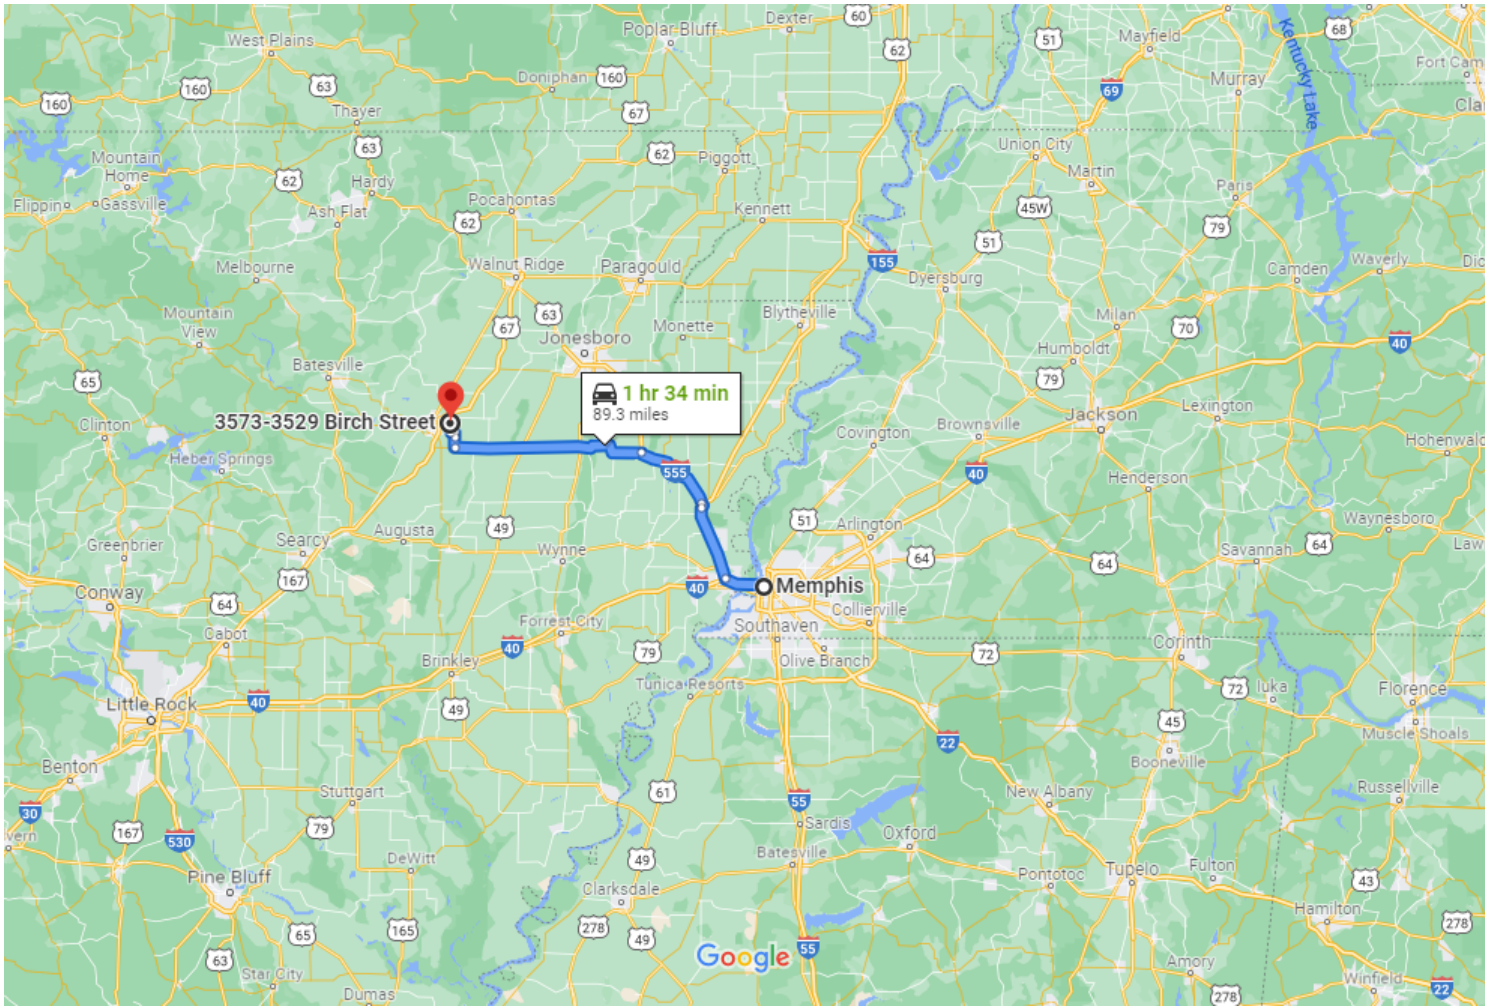 60
Dexter
Poplar Bluff
68
West Plains
51
Mayfield
62
Kentucky Lake
Fort Cam
Doniphan
160
63
Murray
160
69
160
Cla
Thayer
67
63
Union City
Mountain
Home
62
Piggott
Martin
62
Hardy
Paris
Flippin
Gassville
Pocahontas
45W
Ash Flat
Kennett
62
79
51
155
Waverly
Dic
Melbourne
Walnut Ridge
Paragould
Camden
Dyersburg
Mountain
View
63
Blytheville
Milan
67
Monette
70
Jonesboro
40
Humboldt
Batesville
65
79
1 hr 34 min
89.3 miles
Lexington
Jackson
3573-3529 Birch Street
Clinton
Brownsville
Covington
Hohenwald
Heber Springs
555
40
Henderson
51
Arlington
Waynesboro
49
Augusta
Searcy
Greenbrier
Wynne
64
Savannah
64
Law
64
167
40
Memphis
Conway
64
Collierville
Forrest City
Southaven
Cabot
Corinth
40
79
72
Brinkley
Olive Branch
Tunica Resorts
72
Iuka
Florence
40
Little Rock
49
45
Muscle Shoals
22
Benton
Booneville
Stuttgart
61
New Albany
Russellville
55
30
Sardis
79
167
Oxford
vern
530
Batesville
49
DeWitt
Tupelo
Fulton
Pine Bluff
Pontotoc
43
Clarksdale
Hamilton
278
278
165
65
49
55
Google
63
Amory
Star City
Winfield
22
Dumas
278